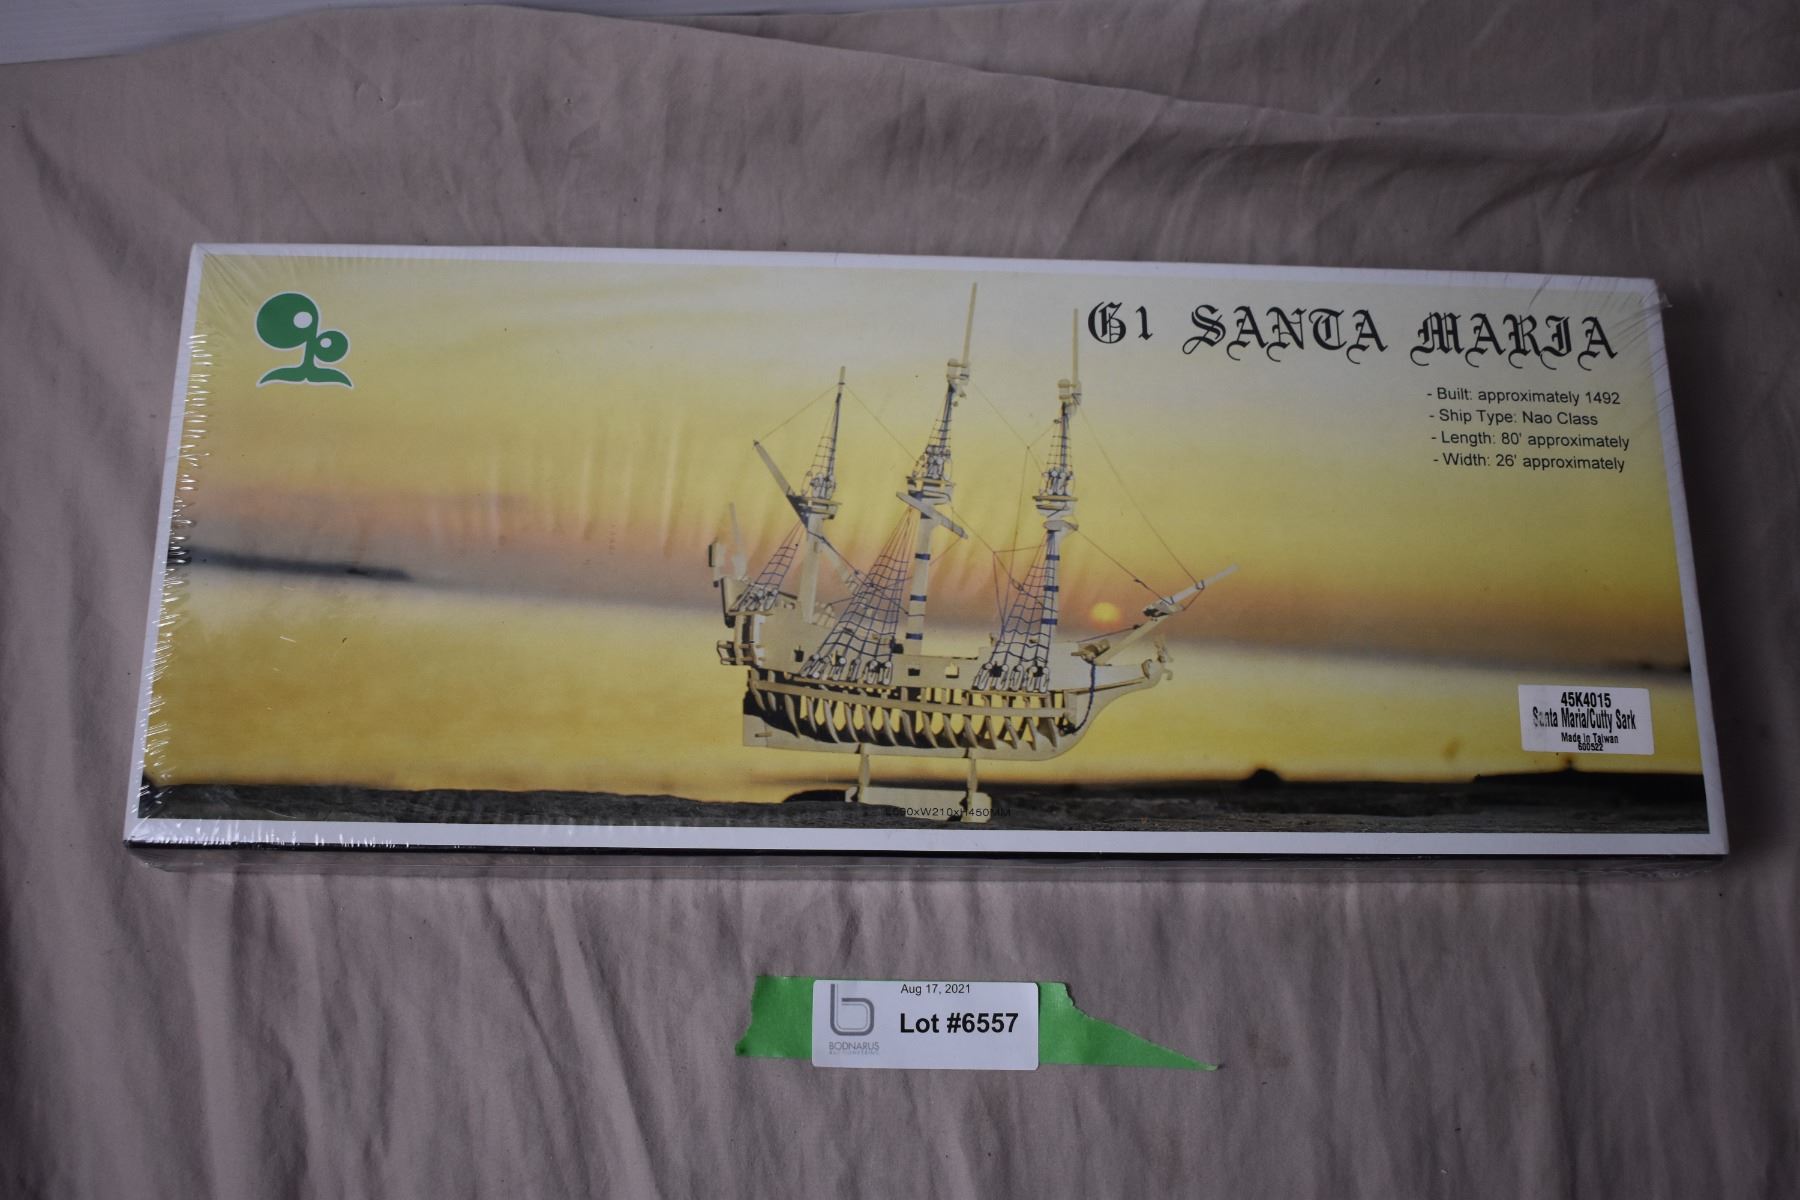 G1 SANTA MARIA
- Built: approximately 1492
- Ship Type: Nao Class
- Length: 80' approximately
- Width: 26' approximately
45K4015
Santa Maria/Cutty Sark
Made in Taiwan
600522
Aug 17, 2021
Lot #6557
BODNARUS
AUCTIONEERING